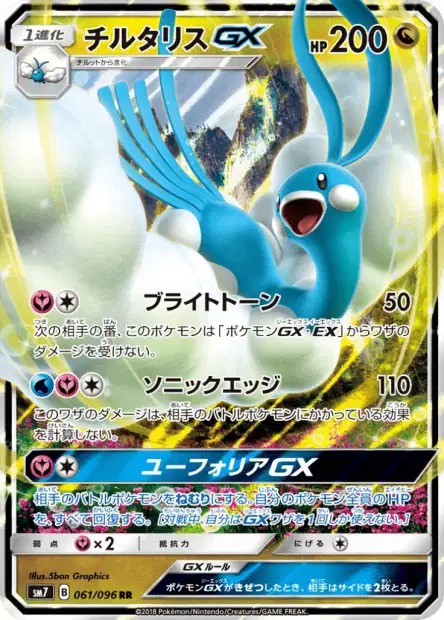 1進化 チルタリスGX HP200
チルットから進化
ブライトトーン 50
次の相手の番、このポケモンは「ポケモンGX・EX」からワザの
ダメージを受けない。
ソニックエッジ 110
このワザのダメージは、相手のバトルポケモンにかかっている効果
を計算しない。
ユーフォリアGX
相手のバトルポケモンをねむりにする。自分のポケモン全員のHP
を、すべて回復する。[対戦中、自分はGXワザを1回しか使えない。]
弱点 ×2 抵抗力 にげる
GXルール
Illus.5ban Graphics
ポケモンGXがきぜつしたとき、相手はサイドを2枚とる。
SM7 B 061/096 RR
©2018 Pokémon/Nintendo/Creatures/GAME FREAK.